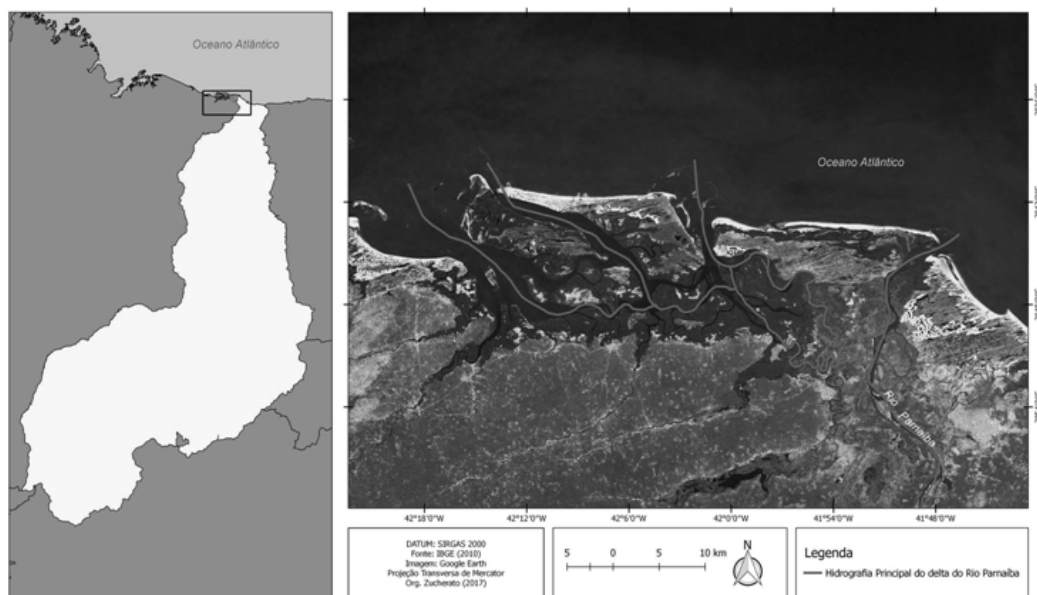 Oceano Atlântico
Oceano Atlântico
Rio Parnaíba
42°18'0"W
42°12'0"W
42°6'0"W
42°0'0"W
41°54'0"W
41°48'0"W
DATUM: SIRGAS 2000
Fonte: IBGE (2010)
Imagem: Google Earth
Projeção Transversa de Mercator
Org. Zucherato (2017)
5 0 5 10 km
N
Legenda
Hidrografia Principal do delta do Rio Parnaíba